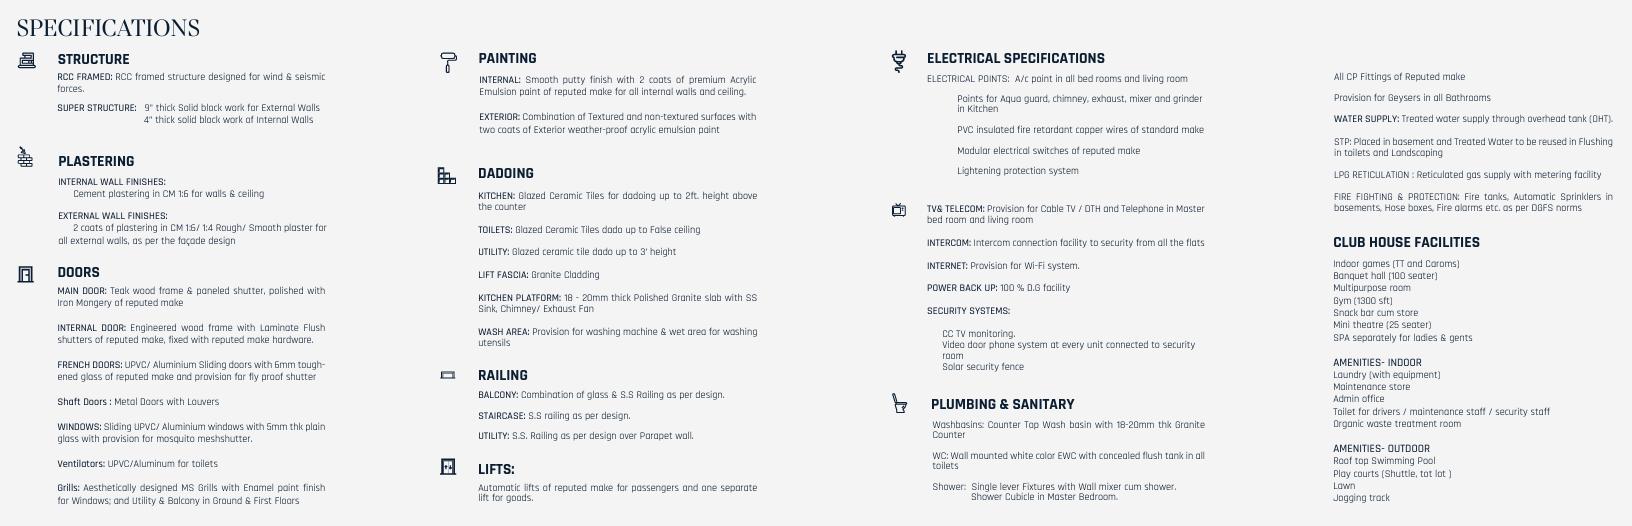 SPECIFICATIONS
STRUCTURE
RCC FRAMED: RCC framed structure designed for wind & seismic
forces.
SUPER STRUCTURE: 9" thick Solid block work for External Walls
4" thick solid block work of Internal Walls
PLASTERING
INTERNAL WALL FINISHES:
Cement plastering in CM 1:6 for walls & ceiling
EXTERNAL WALL FINISHES:
2 coats of plastering in CM 1:6/ 1:4 Rough/ Smooth plaster for
all external walls, as per the façade design
DOORS
MAIN DOOR: Teak wood frame & paneled shutter, polished with
Iron Mongery of reputed make
INTERNAL DOOR: Engineered wood frame with Laminate Flush
shutters of reputed make, fixed with reputed make hardware.
FRENCH DOORS: UPVC/ Aluminium Sliding doors with 6mm tough-
ened glass of reputed make and provision for fly proof shutter
Shaft Doors : Metal Doors with Louvers
WINDOWS: Sliding UPVC/ Aluminium windows with 5mm thk plain
glass with provision for mosquito meshshutter.
Ventilators: UPVC/Aluminum for toilets
Grills: Aesthetically designed MS Grills with Enamel paint finish
for Windows; and Utility & Balcony in Ground & First Floors
PAINTING
INTERNAL: Smooth putty finish with 2 coats of premium Acrylic
Emulsion paint of reputed make for all internal walls and ceiling.
EXTERIOR: Combination of Textured and non-textured surfaces with
two coats of Exterior weather-proof acrylic emulsion paint
DADOING
KITCHEN: Glazed Ceramic Tiles for dadoing up to 2ft. height above
the counter
TOILETS: Glazed Ceramic Tiles dado up to False ceiling
UTILITY: Glazed ceramic tile dado up to 3' height
LIFT FASCIA: Granite Cladding
KITCHEN PLATFORM: 18 - 20mm thick Polished Granite slab with SS
Sink, Chimney/ Exhaust Fan
WASH AREA: Provision for washing machine & wet area for washing
utensils
RAILING
BALCONY: Combination of glass & S.S Railing as per design.
STAIRCASE: S.S railing as per design.
UTILITY: S.S. Railing as per design over Parapet wall.
LIFTS:
Automatic lifts of reputed make for passengers and one separate
lift for goods.
ELECTRICAL SPECIFICATIONS
ELECTRICAL POINTS: A/c point in all bed rooms and living room
Points for Aqua guard, chimney, exhaust, mixer and grinder
in Kitchen
PVC insulated fire retardant copper wires of standard make
Modular electrical switches of reputed make
Lightening protection system
TV& TELECOM: Provision for Cable TV / DTH and Telephone in Master
bed room and living room
INTERCOM: Intercom connection facility to security from all the flats
INTERNET: Provision for Wi-Fi system.
POWER BACK UP: 100 % D.G facility
SECURITY SYSTEMS:
CC TV monitoring.
Video door phone system at every unit connected to security
room
Solar security fence
PLUMBING & SANITARY
Washbasins: Counter Top Wash basin with 18-20mm thk Granite
Counter
WC: Wall mounted white color EWC with concealed flush tank in all
toilets
Shower: Single lever Fixtures with Wall mixer cum shower.
Shower Cubicle in Master Bedroom.
All CP Fittings of Reputed make
Provision for Geysers in all Bathrooms
WATER SUPPLY: Treated water supply through overhead tank (OHT).
STP: Placed in basement and Treated Water to be reused in Flushing
in toilets and Landscaping
LPG RETICULATION : Reticulated gas supply with metering facility
FIRE FIGHTING & PROTECTION: Fire tanks, Automatic Sprinklers in
basements, Hose boxes, Fire alarms etc. as per DGFS norms
CLUB HOUSE FACILITIES
Indoor games (TT and Caroms)
Banquet hall (100 seater)
Multipurpose room
Gym (1300 sft)
Snack bar cum store
Mini theatre (25 seater)
SPA separately for ladies & gents
AMENITIES- INDOOR
Laundry (with equipment)
Maintenance store
Admin office
Toilet for drivers / maintenance staff / security staff
Organic waste treatment room
AMENITIES- OUTDOOR
Roof top Swimming Pool
Play courts (Shuttle, tot lot )
Lawn
Jogging track